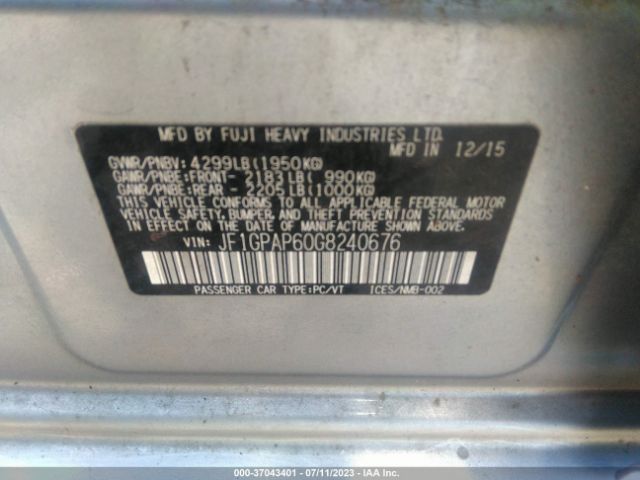 MFD BY FUJI HEAVY INDUSTRIES LTD.
MFD IN 12/15
GVWR/PNBV: 4299LB(1950KG)
GAWR/PNBE:FRONT- 2183LB( 990KG)
GAWR/PNBE:REAR - 2205LB(1000KG)
THIS VEHICLE CONFORMS TO ALL APPLICABLE FEDERAL MOTOR
VEHICLE SAFETY, BUMPER, AND THEFT PREVENTION STANDARDS
IN EFFECT ON THE DATE OF MANUFACTURE SHOWN ABOVE.
VIN: JF1GPAP60G8240676
PASSENGER CAR TYPE:PC/VT ICES/NMB-002
000-37043401 - 07/11/2023 - IAA Inc.